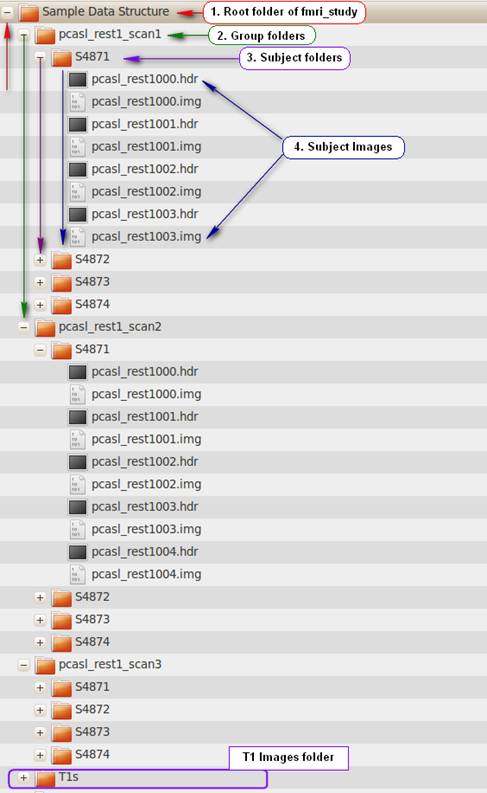 Sample Data Structure
1. Root folder of fmri_study
pcasl_rest1_scan1
2. Group folders
S4871
3. Subject folders
pcasl_rest1000.hdr
pcasl_rest1000.img
pcasl_rest1001.hdr
pcasl_rest1001.img
4. Subject Images
pcasl_rest1002.hdr
pcasl_rest1002.img
pcasl_rest1003.hdr
pcasl_rest1003.img
S4872
S4873
S4874
pcasl_rest1_scan2
S4871
pcasl_rest1000.hdr
pcasl_rest1000.img
pcasl_rest1001.hdr
pcasl_rest1001.img
pcasl_rest1002.hdr
pcasl_rest1002.img
pcasl_rest1003.hdr
pcasl_rest1003.img
pcasl_rest1004.hdr
pcasl_rest1004.img
S4872
S4873
S4874
pcasl_rest1_scan3
S4871
S4872
S4873
S4874
T1 Images folder
T1s